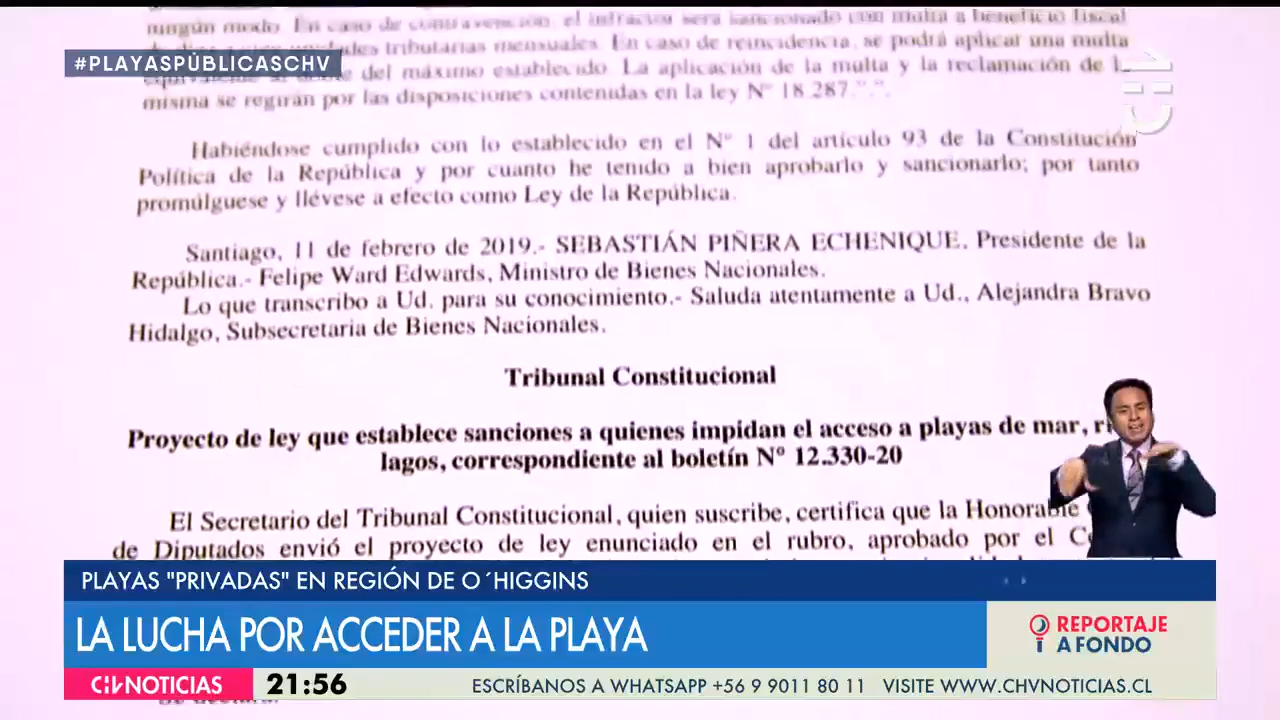 ningún modo. En caso de contravención, el infractor será sancionado con multa a beneficio fiscal
#PLAYASPÚBLICASCHV
tributarias mensuales. En caso de reincidencia, se podrá aplicar una multa
del máximo establecido. La aplicación de la multa y la reclamación de la
misma se regirán por las disposiciones contenidas en la ley Nº 18.287.".".
Habiéndose cumplido con lo establecido en el Nº 1 del artículo 93 de la Constitución
Política de la República y por cuanto he tenido a bien aprobarlo y sancionarlo; por tanto
promúlguese y llévese a efecto como Ley de la República.
Santiago, 11 de febrero de 2019.- SEBASTIÁN PIÑERA ECHENIQUE, Presidente de la
República.- Felipe Ward Edwards, Ministro de Bienes Nacionales.
Lo que transcribo a Ud. para su conocimiento.- Saluda atentamente a Ud., Alejandra Bravo
Hidalgo, Subsecretaria de Bienes Nacionales.
Tribunal Constitucional
Proyecto de ley que establece sanciones a quienes impidan el acceso a playas de mar,
lagos, correspondiente al boletín Nº 12.330-20
El Secretario del Tribunal Constitucional, quien suscribe, certifica que la Honorable
de Diputados envió el proyecto de ley enunciado en el rubro, aprobado por el
PLAYAS "PRIVADAS" EN REGIÓN DE O´HIGGINS
LA LUCHA POR ACCEDER A LA PLAYA
REPORTAJE
A FONDO
CHV NOTICIAS 21:56 ESCRÍBANOS A WHATSAPP +56 9 9011 80 11 VISITE WWW.CHVNOTICIAS.CL